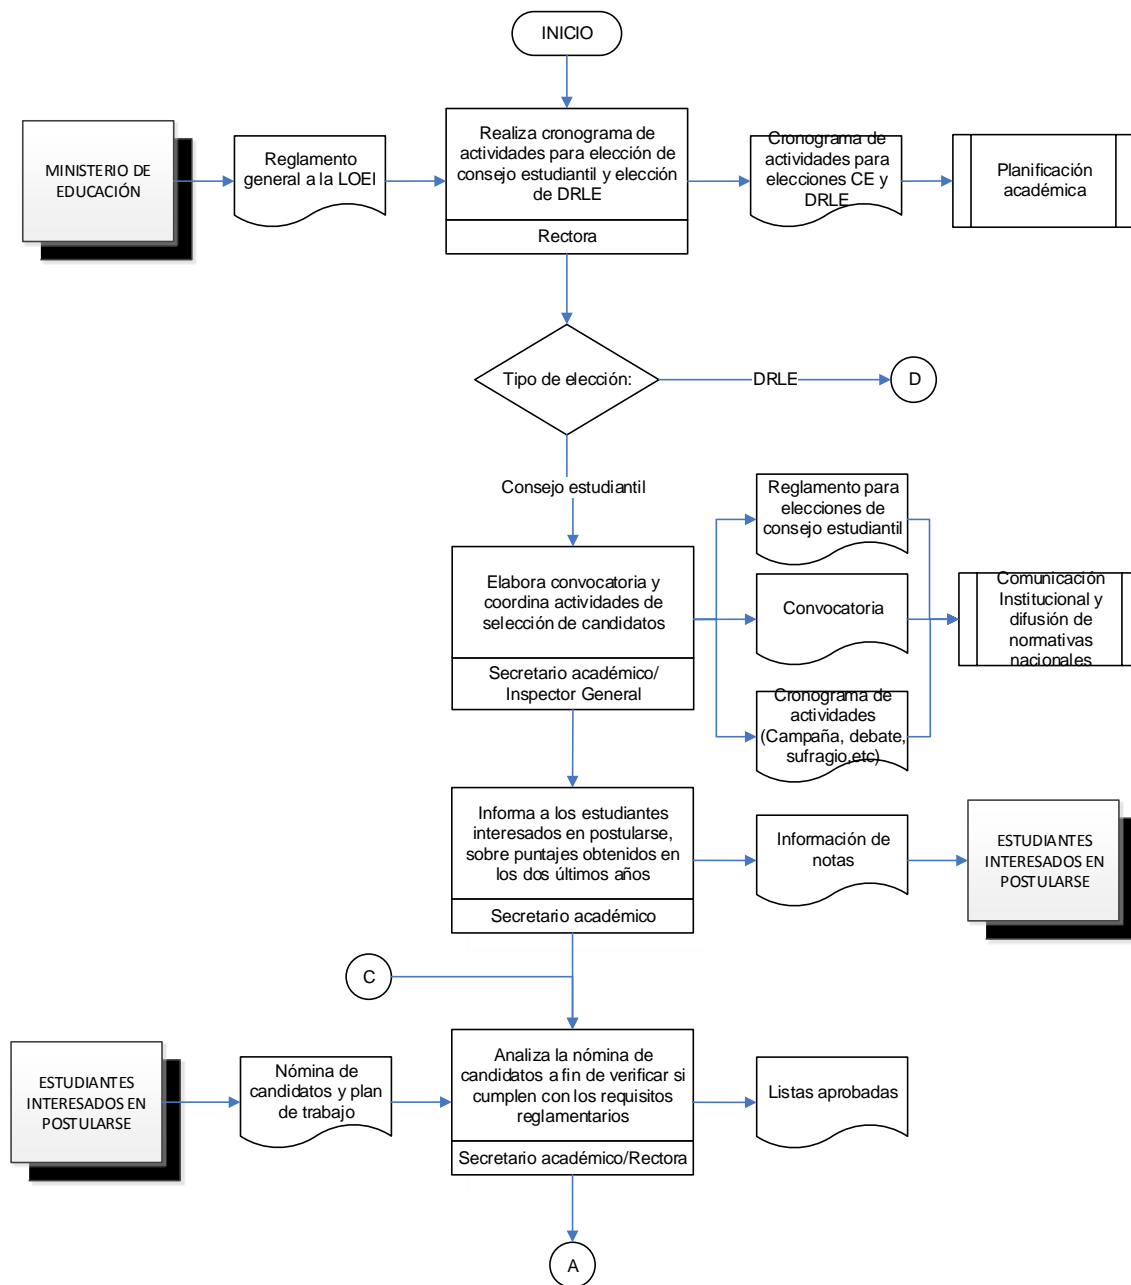 INICIO
MINISTERIO DE
EDUCACIÓN
Reglamento
general a la LOEI
Realiza cronograma de
actividades para elección de
consejo estudiantil y elección
de DRLE
Rectora
Cronograma de
actividades para
elecciones CE y
DRLE
Planificación
académica
Tipo de elección:
DRLE
D
Consejo estudiantil
Elabora convocatoria y
coordina actividades de
selección de candidatos
Secretario académico/
Inspector General
Reglamento para
elecciones de
consejo estudiantil
Convocatoria
Cronograma de
actividades
(Campaña, debate,
sufragio,etc)
Comunicación
Institucional y
difusión de
normativas
nacionales
Informa a los estudiantes
interesados en postularse,
sobre puntajes obtenidos en
los dos últimos años
Secretario académico
Información de
notas
ESTUDIANTES
INTERESADOS EN
POSTULARSE
C
ESTUDIANTES
INTERESADOS EN
POSTULARSE
Nómina de
candidatos y plan
de trabajo
Analiza la nómina de
candidatos a fin de verificar si
cumplen con los requisitos
reglamentarios
Secretario académico/Rectora
Listas aprobadas
A